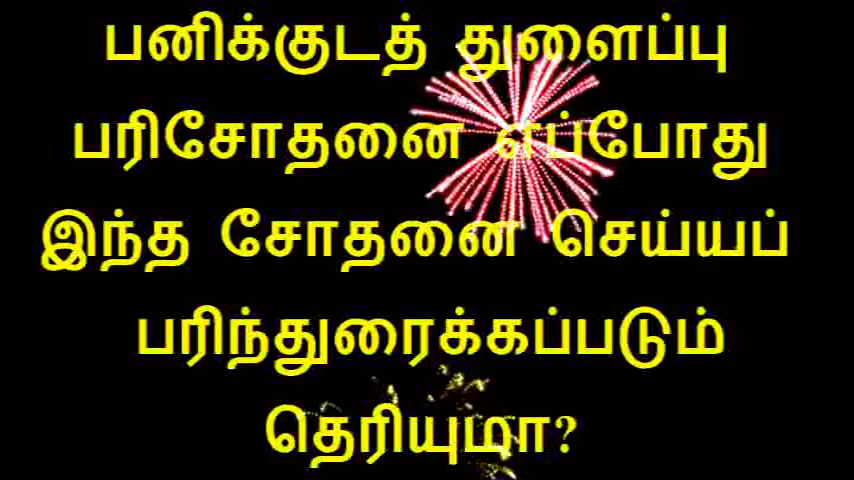 பனிக்குடத் துளைப்பு
பரிசோதனை எப்போது
இந்த சோதனை செய்யப்
பரிந்துரைக்கப்படும்
தெரியுமா?